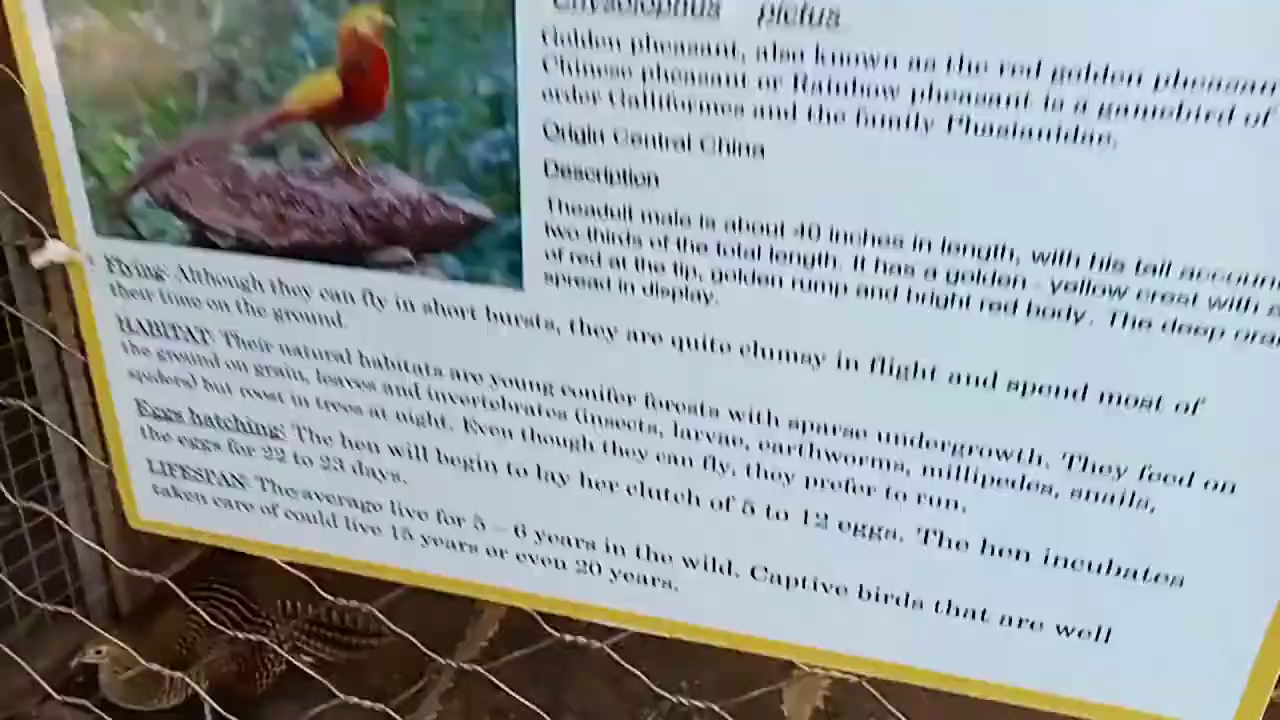 Chrysolophus pictus
Golden pheasant, also known as the red golden pheasant
Chinese pheasant or Rainbow pheasant is a gamebird of
order Galliformes and the family Phasianidae.
Origin Central China
Description
Theadult male is about 40 inches in length, with his tail
two thirds of the total length. It has a golden - yellow crest with
of red at the tip, golden rump and bright red body. The deep
spread in display.
Flying: Although they can fly in short bursts, they are quite clumsy in flight and spend most of
their time on the ground.
HABITAT: Their natural habitats are young conifer forests with sparse undergrowth. They feed on
the ground on grain, leaves and invertebrates (insects, larvae, earthworms, millipedes, snails,
spiders) but roost in trees at night. Even though they can fly, they prefer to run.
Eggs hatching: The hen will begin to lay her clutch of 5 to 12 eggs. The hen incubates
the eggs for 22 to 23 days.
LIFESPAN: The average live for 5 – 6 years in the wild. Captive birds that are well
taken care of could live 15 years or even 20 years.